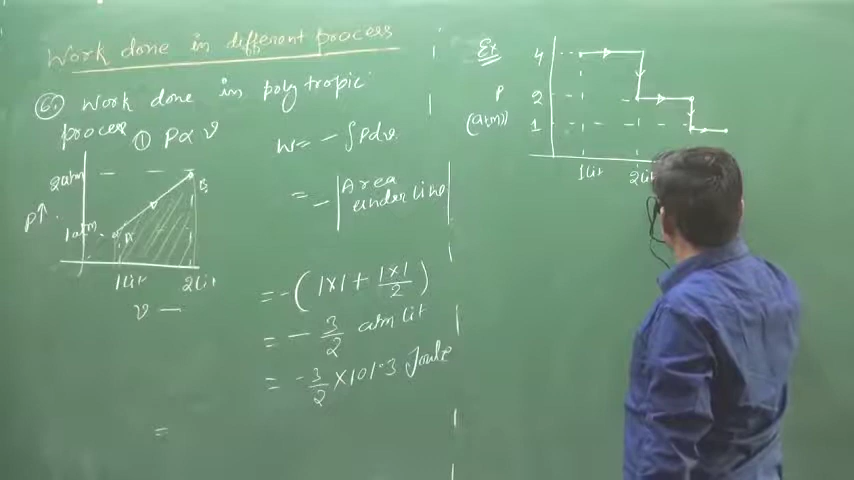 Work done in different process
6. Work done in polytropic
process ① P∝V
W = - ∫Pdv
= - |Area under line|
= - ( 1×1 + 1×1/2 )
= - 3/2 atm lit
= - 3/2 × 101.3 Joule
=
2atm
B
P↑
1atm
A
1lit 2lit
V —
Ex
4
P
2
(atm)
1
1lit 2lit